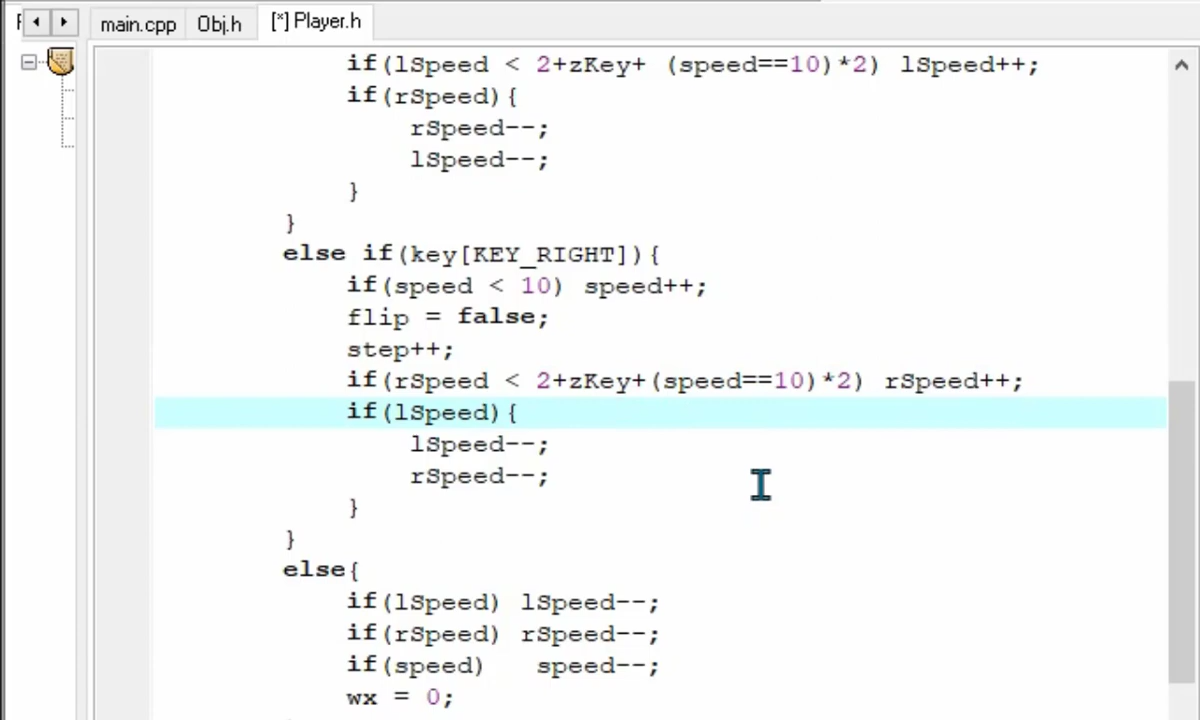 main.cpp Obj.h [*] Player.h
if(lSpeed < 2+zKey+ (speed==10)*2) lSpeed++;
if(rSpeed){
rSpeed--;
lSpeed--;
}
}
else if(key[KEY_RIGHT]){
if(speed < 10) speed++;
flip = false;
step++;
if(rSpeed < 2+zKey+(speed==10)*2) rSpeed++;
if(lSpeed){
lSpeed--;
rSpeed--;
}
}
else{
if(lSpeed) lSpeed--;
if(rSpeed) rSpeed--;
if(speed)   speed--;
wx = 0;